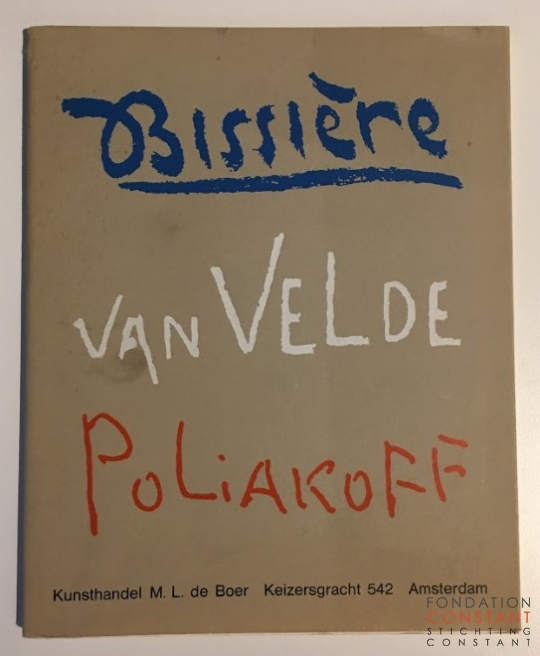 Bissière
VAN VELDE
POLiAKOFF
Kunsthandel M. L. de Boer Keizersgracht 542 Amsterdam
FONDATION
CONSTANT
STICHTING
CONSTANT